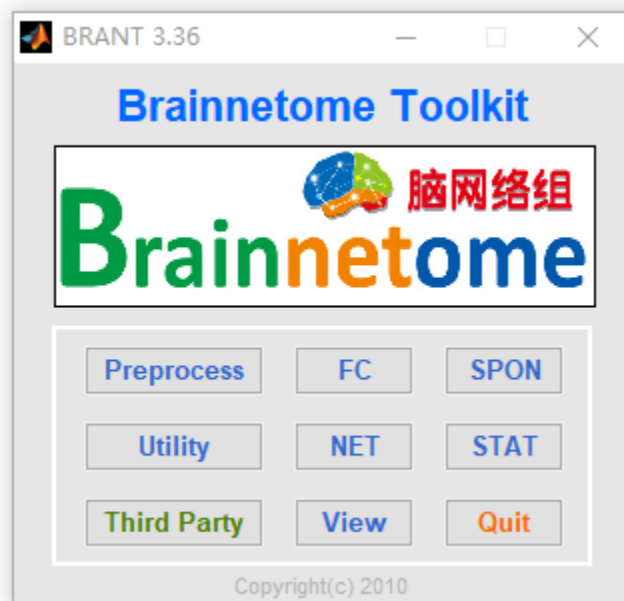 BRANT 3.36
Brainnetome Toolkit
脑网络组
Brainnetome
Preprocess FC SPON
Utility NET STAT
Third Party View Quit
Copyright(c) 2010